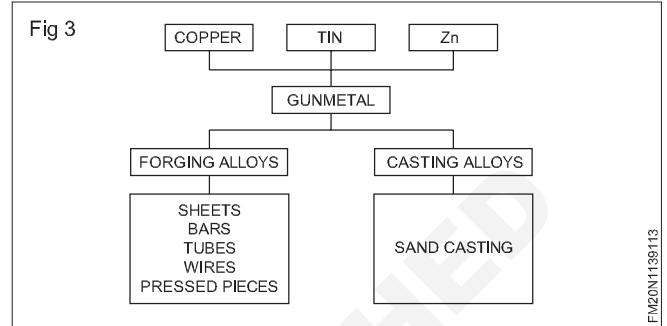 Fig 3
COPPER
TIN
Zn
GUNMETAL
FORGING ALLOYS
CASTING ALLOYS
SHEETS
BARS
TUBES
WIRES
PRESSED PIECES
SAND CASTING
FM20N1139113